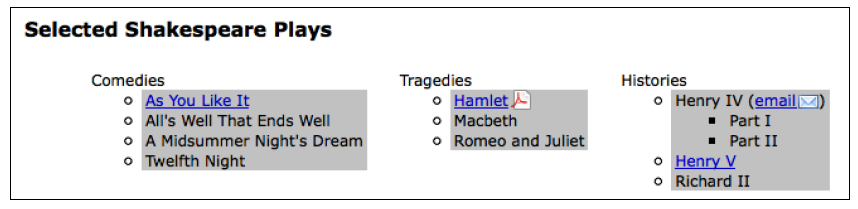 Selected Shakespeare Plays
Comedies
As You Like It
All's Well That Ends Well
A Midsummer Night's Dream
Twelfth Night
Tragedies
Hamlet
Macbeth
Romeo and Juliet
Histories
Henry IV (email)
Part I
Part II
Henry V
Richard II